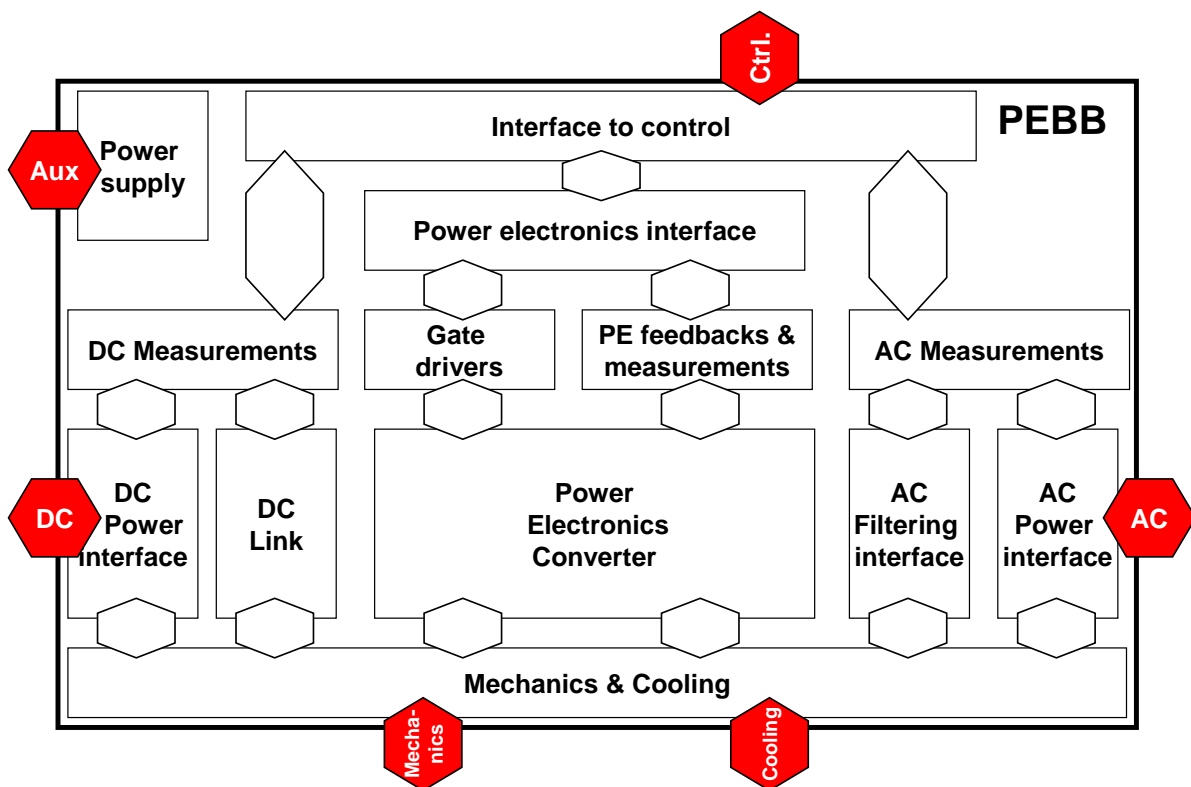 Ctrl.
PEBB
Interface to control
Aux
Power
supply
Power electronics interface
DC Measurements
Gate
drivers
PE feedbacks &
measurements
AC Measurements
DC
DC
Power
interface
DC
Link
Power
Electronics
Converter
AC
Filtering
interface
AC
Power
interface
AC
Mechanics & Cooling
Mecha-
nics
Cooling